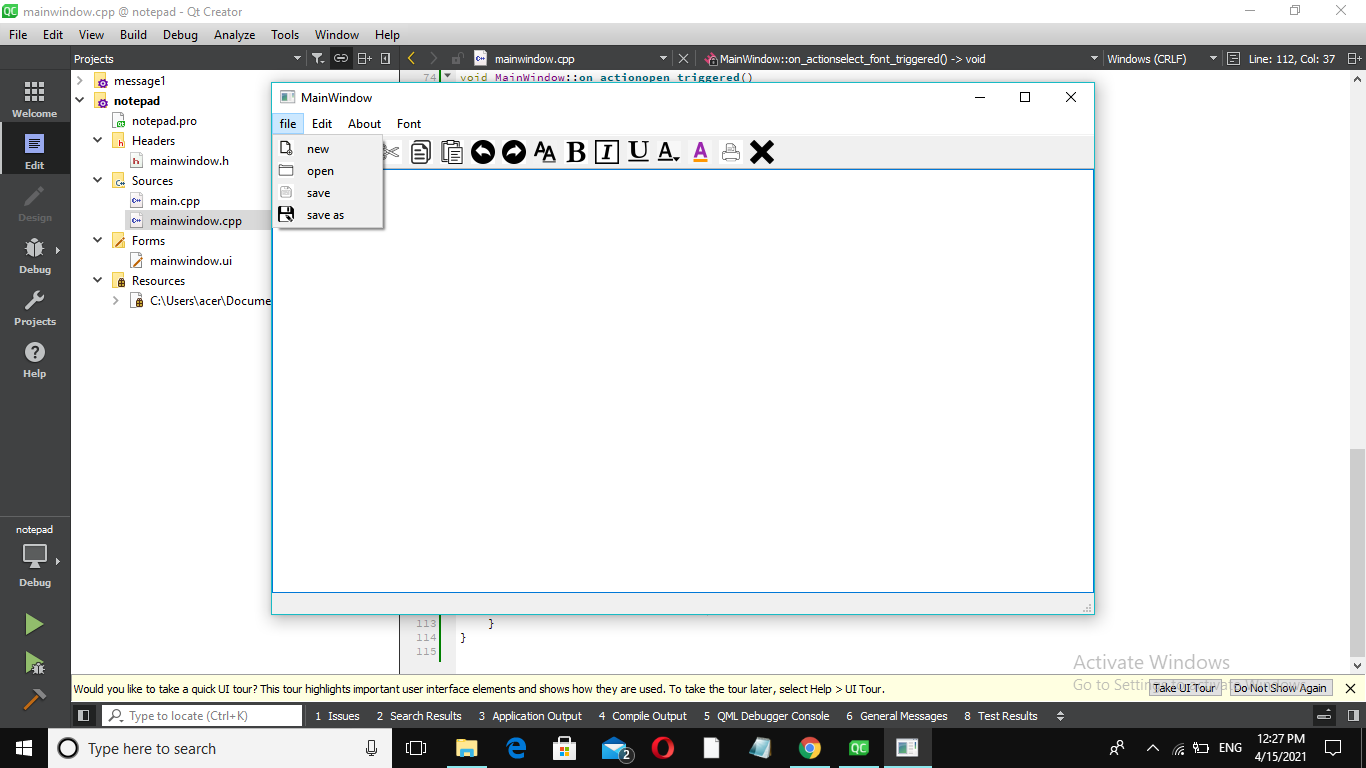 mainwindow.cpp @ notepad - Qt Creator
File Edit View Build Debug Analyze Tools Window Help
Projects
mainwindow.cpp
MainWindow::on_actionselect_font_triggered() -> void
Windows (CRLF)
Line: 112, Col: 37
Welcome
Edit
Design
Debug
Projects
Help
notepad
Debug
message1
notepad
notepad.pro
Headers
mainwindow.h
Sources
main.cpp
mainwindow.cpp
Forms
mainwindow.ui
Resources
C:\Users\acer\Docume
74 void MainWindow::on_actionopen_triggered()
MainWindow
file Edit About Font
new
open
save
save as
113 }
114 }
115
Activate Windows
Go to Settin
Would you like to take a quick UI tour? This tour highlights important user interface elements and shows how they are used. To take the tour later, select Help > UI Tour.
Take UI Tour
Do Not Show Again
Type to locate (Ctrl+K)
1 Issues 2 Search Results 3 Application Output 4 Compile Output 5 QML Debugger Console 6 General Messages 8 Test Results
Type here to search
2
QC
ENG
12:27 PM
4/15/2021